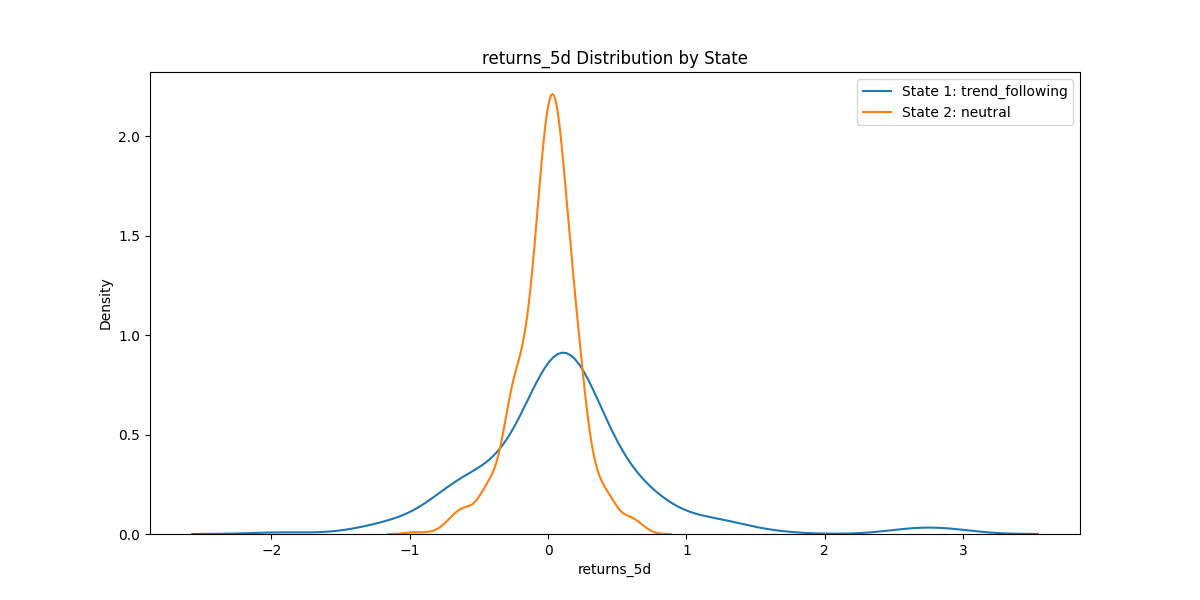 returns_5d Distribution by State
State 1: trend_following
State 2: neutral
Density
2.0
1.5
1.0
0.5
0.0
−2
−1
0
1
2
3
returns_5d